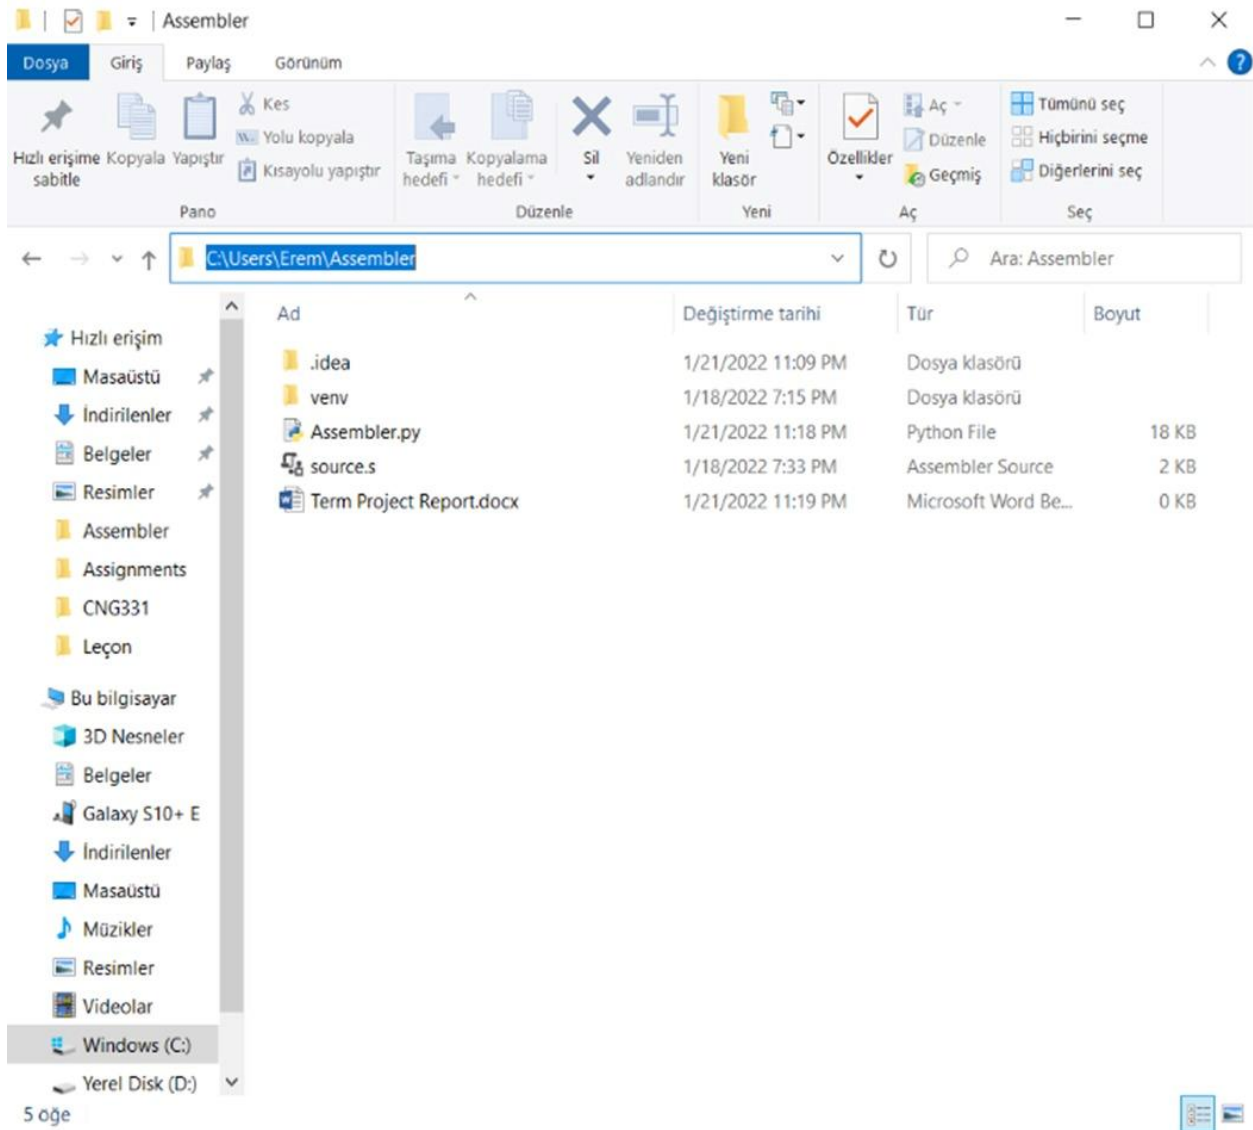 Assembler
Dosya Giriş Paylaş Görünüm
Hızlı erişime sabitle
Kopyala
Yapıştır
Kes
Yolu kopyala
Kısayolu yapıştır
Pano
Taşıma hedefi
Kopyalama hedefi
Sil
Yeniden adlandır
Düzenle
Yeni klasör
Yeni
Özellikler
Aç
Düzenle
Geçmiş
Aç
Tümünü seç
Hiçbirini seçme
Diğerlerini seç
Seç
C:\Users\Erem\Assembler
Ara: Assembler
Hızlı erişim
Masaüstü
İndirilenler
Belgeler
Resimler
Assembler
Assignments
CNG331
Leçon
Bu bilgisayar
3D Nesneler
Belgeler
Galaxy S10+ E
İndirilenler
Masaüstü
Müzikler
Resimler
Videolar
Windows (C:)
Yerel Disk (D:)
Ad Değiştirme tarihi Tür Boyut
.idea 1/21/2022 11:09 PM Dosya klasörü
venv 1/18/2022 7:15 PM Dosya klasörü
Assembler.py 1/21/2022 11:18 PM Python File 18 KB
source.s 1/18/2022 7:33 PM Assembler Source 2 KB
Term Project Report.docx 1/21/2022 11:19 PM Microsoft Word Be... 0 KB
5 öğe